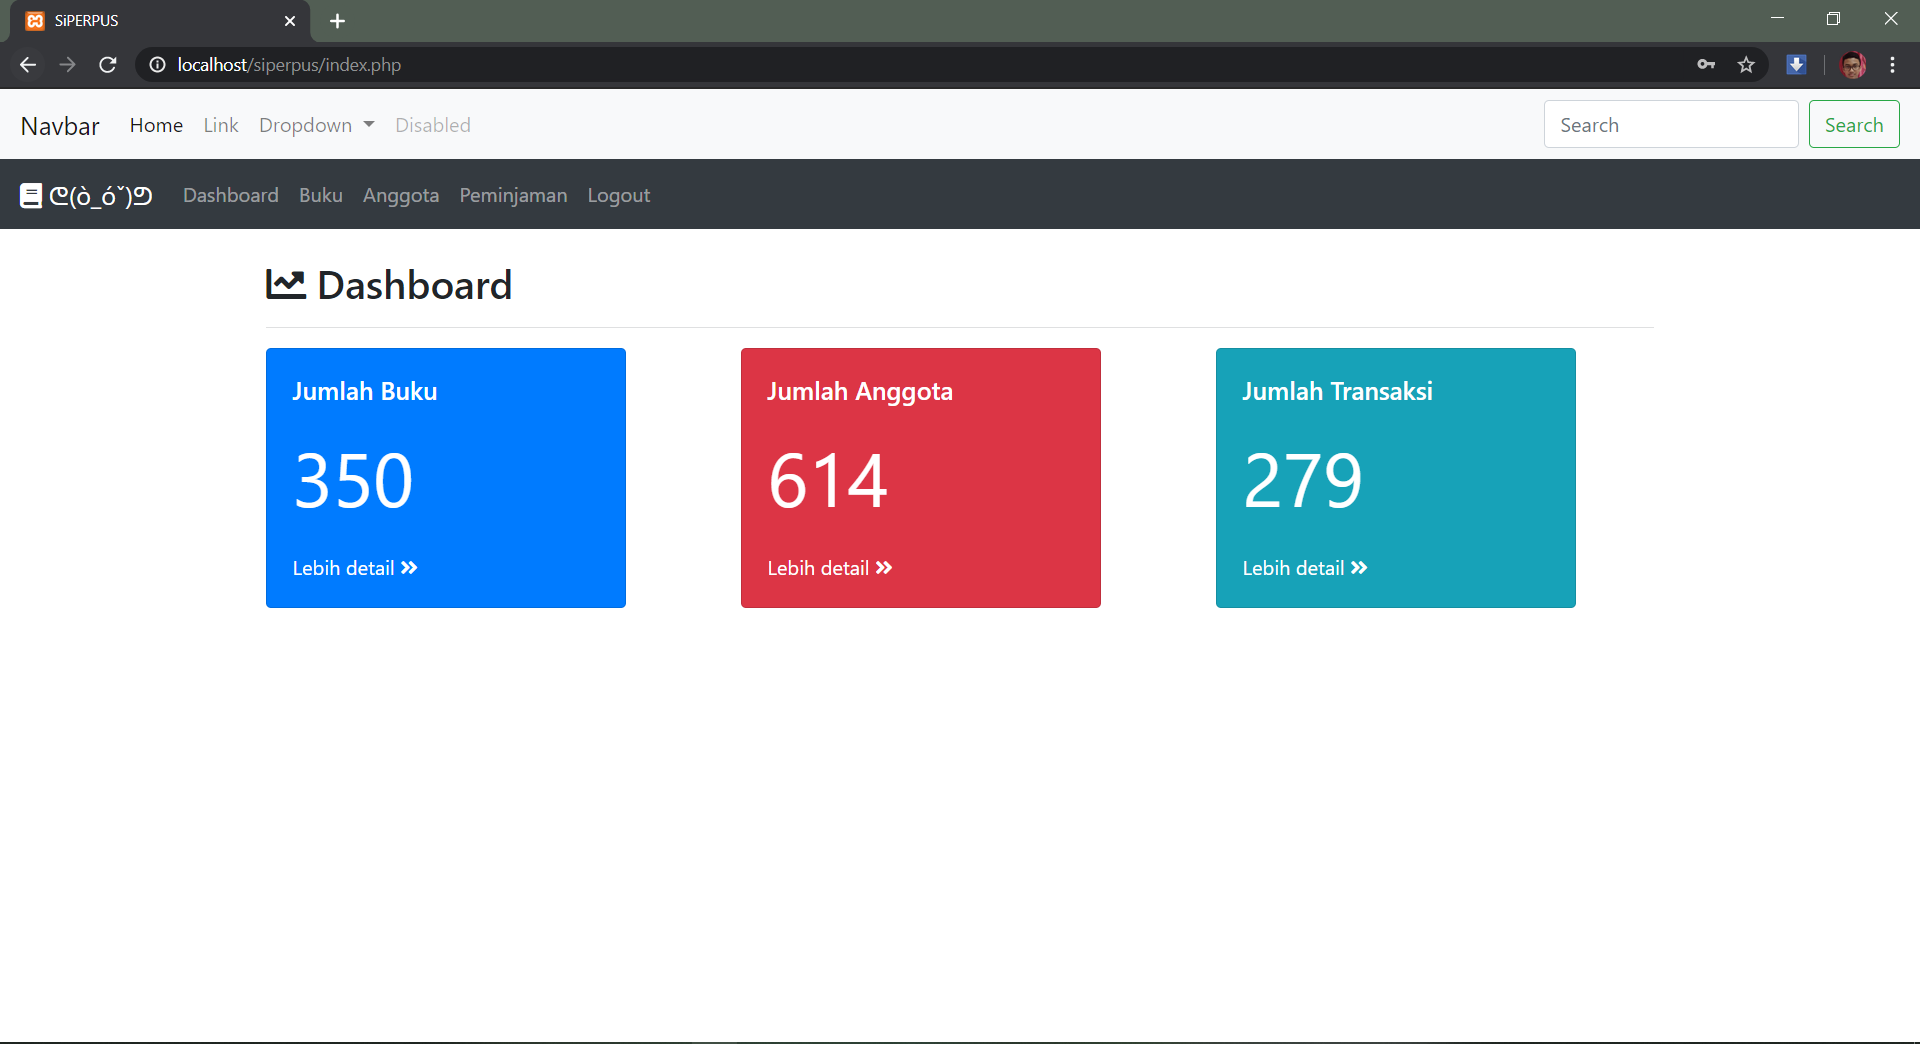 SiPERPUS
localhost/siperpus/index.php
Navbar Home Link Dropdown Disabled Search Search
ᕦ(ò_óˇ)ᕤ Dashboard Buku Anggota Peminjaman Logout
Dashboard
Jumlah Buku
350
Lebih detail
Jumlah Anggota
614
Lebih detail
Jumlah Transaksi
279
Lebih detail